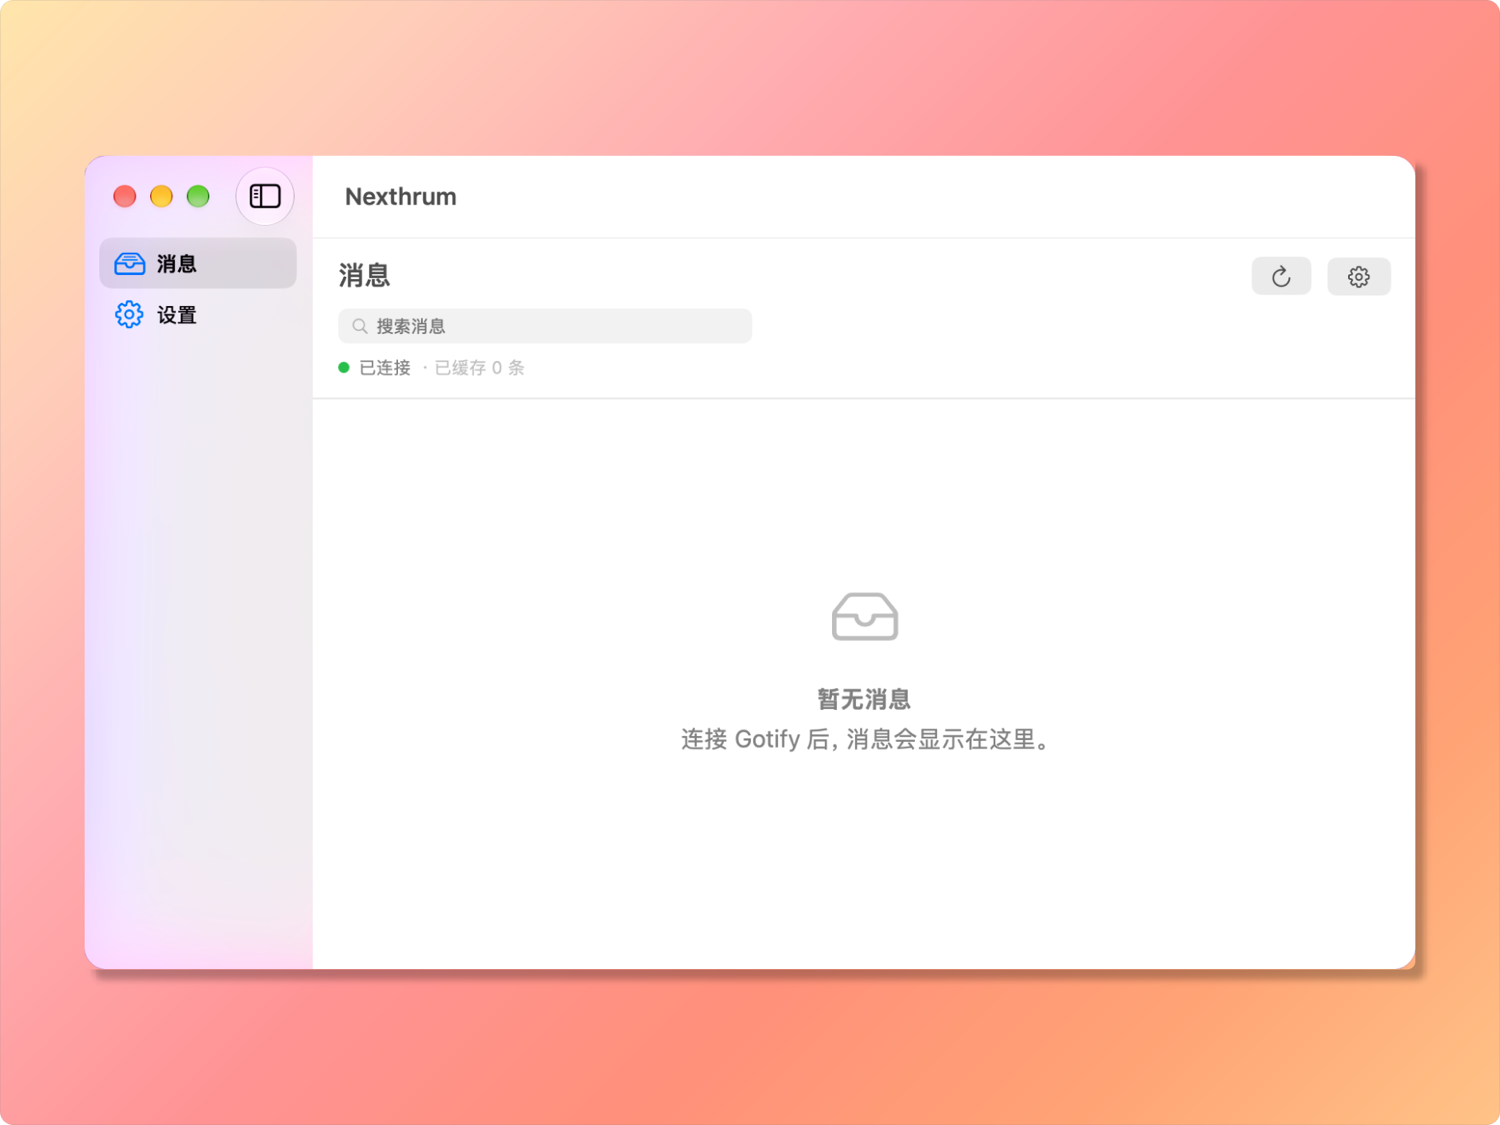 Nexthrum
消息
设置
消息
搜索消息
已连接 · 已缓存 0 条
暂无消息
连接 Gotify 后，消息会显示在这里。